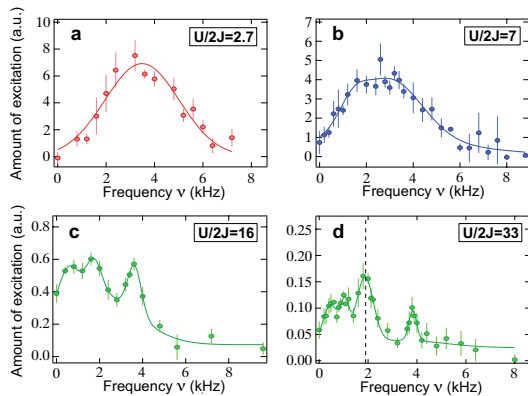 a
U/2J=2.7
10
8
6
4
2
0
Amount of excitation (a.u.)
0 2 4 6 8
Frequency ν (kHz)
b
U/2J=7
7
6
5
4
3
2
1
0
0 2 4 6 8
Frequency ν (kHz)
c
U/2J=16
0.8
0.6
0.4
0.2
0.0
Amount of excitation (a.u.)
0 2 4 6 8
Frequency ν (kHz)
d
U/2J=33
0.25
0.20
0.15
0.10
0.05
0.00
0 2 4 6 8
Frequency ν (kHz)